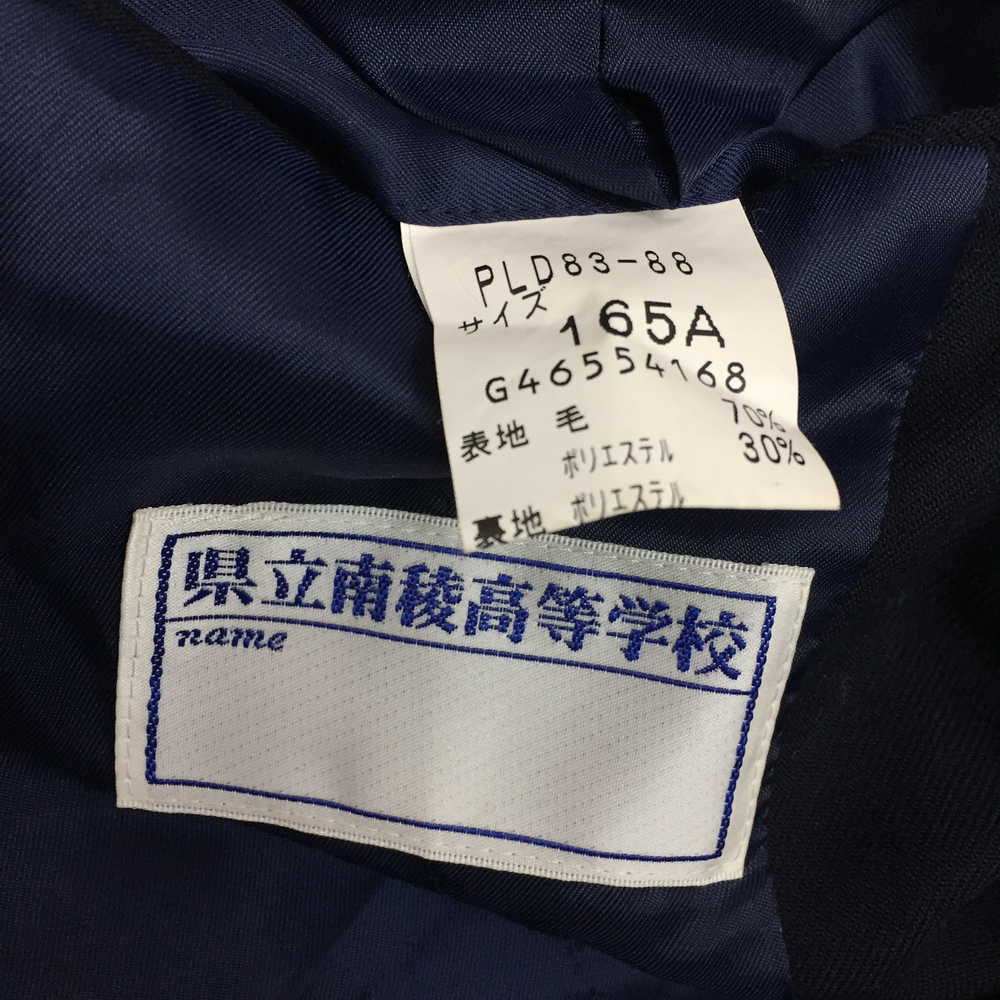 PLD83-88
サイズ 165A
G46554168
表地 毛 70%
ポリエステル 30%
裏地 ポリエステル
県立南稜高等学校
name